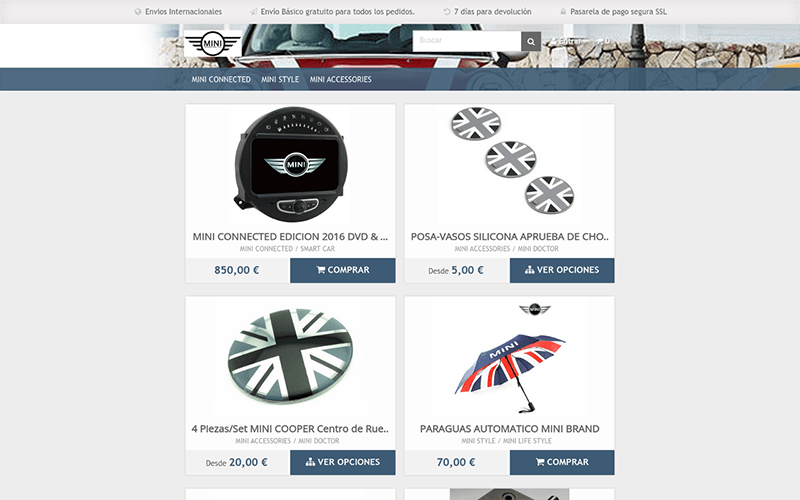 Envios Internacionales
Envío Básico gratuito para todos los pedidos.
7 días para devolución
Pasarela de pago segura SSL
MINI
Buscar
Entrar
0
MINI CONNECTED
MINI STYLE
MINI ACCESSORIES
MINI
MINI CONNECTED EDICION 2016 DVD & ...
MINI CONNECTED / SMART CAR
850,00 €
COMPRAR
POSA-VASOS SILICONA APRUEBA DE CHO..
MINI ACCESSORIES / MINI DOCTOR
Desde 5,00 €
VER OPCIONES
4 Piezas/Set MINI COOPER Centro de Rue..
MINI ACCESSORIES / MINI DOCTOR
Desde 20,00 €
VER OPCIONES
MINI
MINI
PARAGUAS AUTOMATICO MINI BRAND
MINI STYLE / MINI LIFE STYLE
70,00 €
COMPRAR